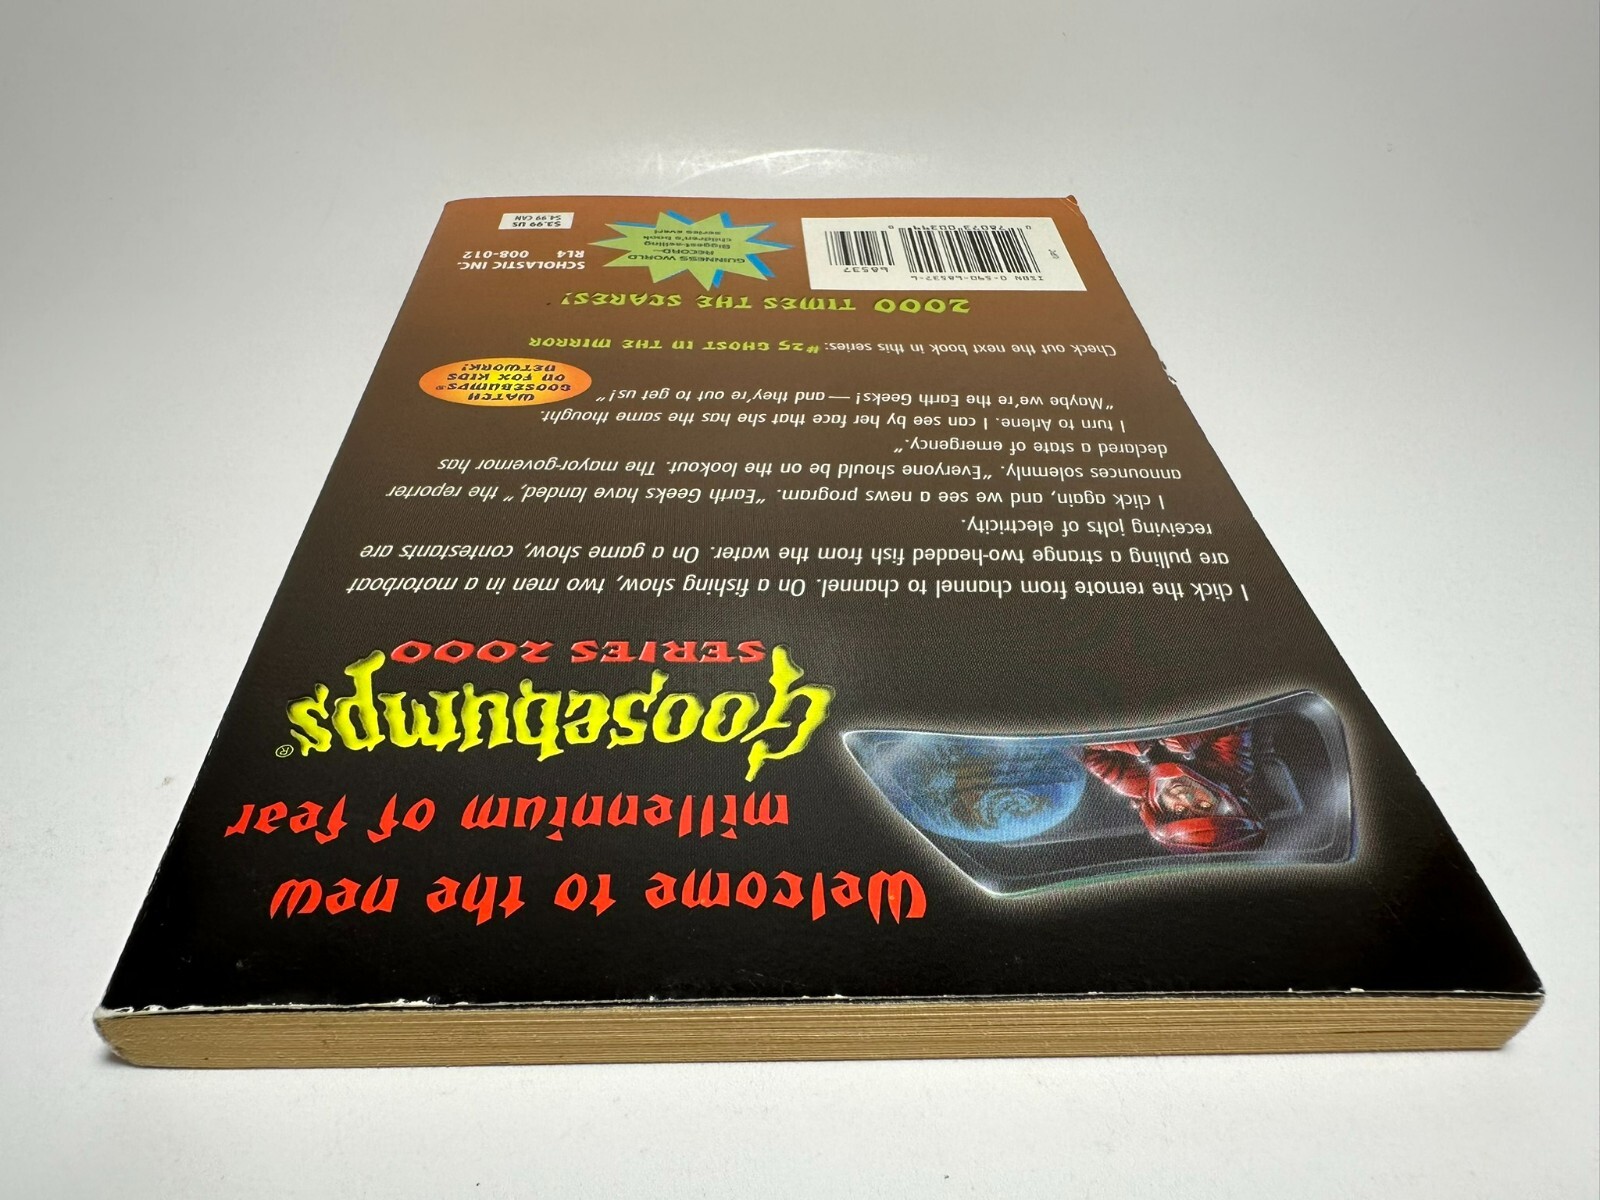 Welcome to the new
millennium of fear
Goosebumps®
SERIES 2000
I click the remote from channel to channel. On a fishing show, two men in a motorboat
are pulling a strange two-headed fish from the water. On a game show, contestants are
receiving jolts of electricity.
I click again, and we see a news program. "Earth Geeks have landed," the reporter
announces solemnly. "Everyone should be on the lookout. The mayor-governor has
declared a state of emergency."
I turn to Arlene. I can see by her face that she has the same thought.
"Maybe we're the Earth Geeks! — and they're out to get us!"
WATCH
GOOSEBUMPS®
ON FOX KIDS
NETWORK!
Check out the next book in this series: #25 GHOST IN THE MIRROR
2000 TIMES THE SCARES!
ISBN 0-590-68537-6
68537
0 78073 00399 0
GUINNESS WORLD
RECORD—
Biggest-selling
children's book
series ever!
SCHOLASTIC INC.
RL4 008-012
$3.99 US
$4.99 CAN